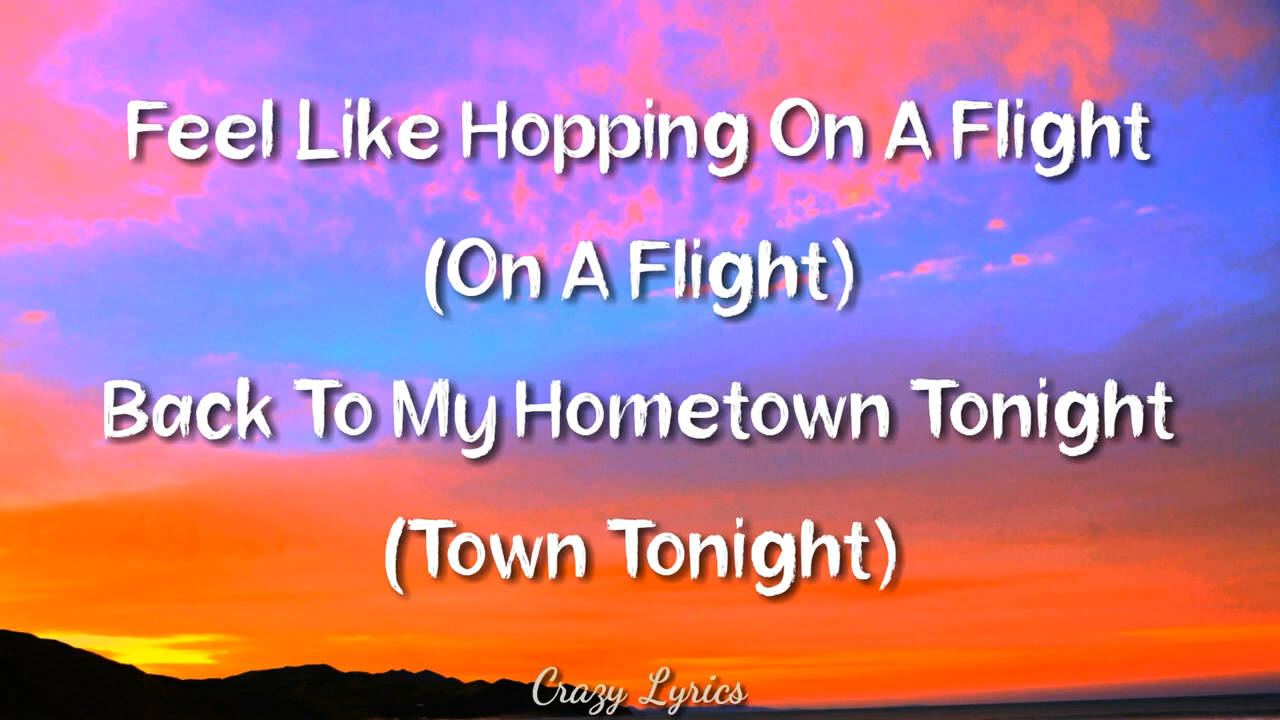 Feel Like Hopping On A Flight
(On A Flight)
Back To My Hometown Tonight
(Town Tonight)
Crazy Lyrics